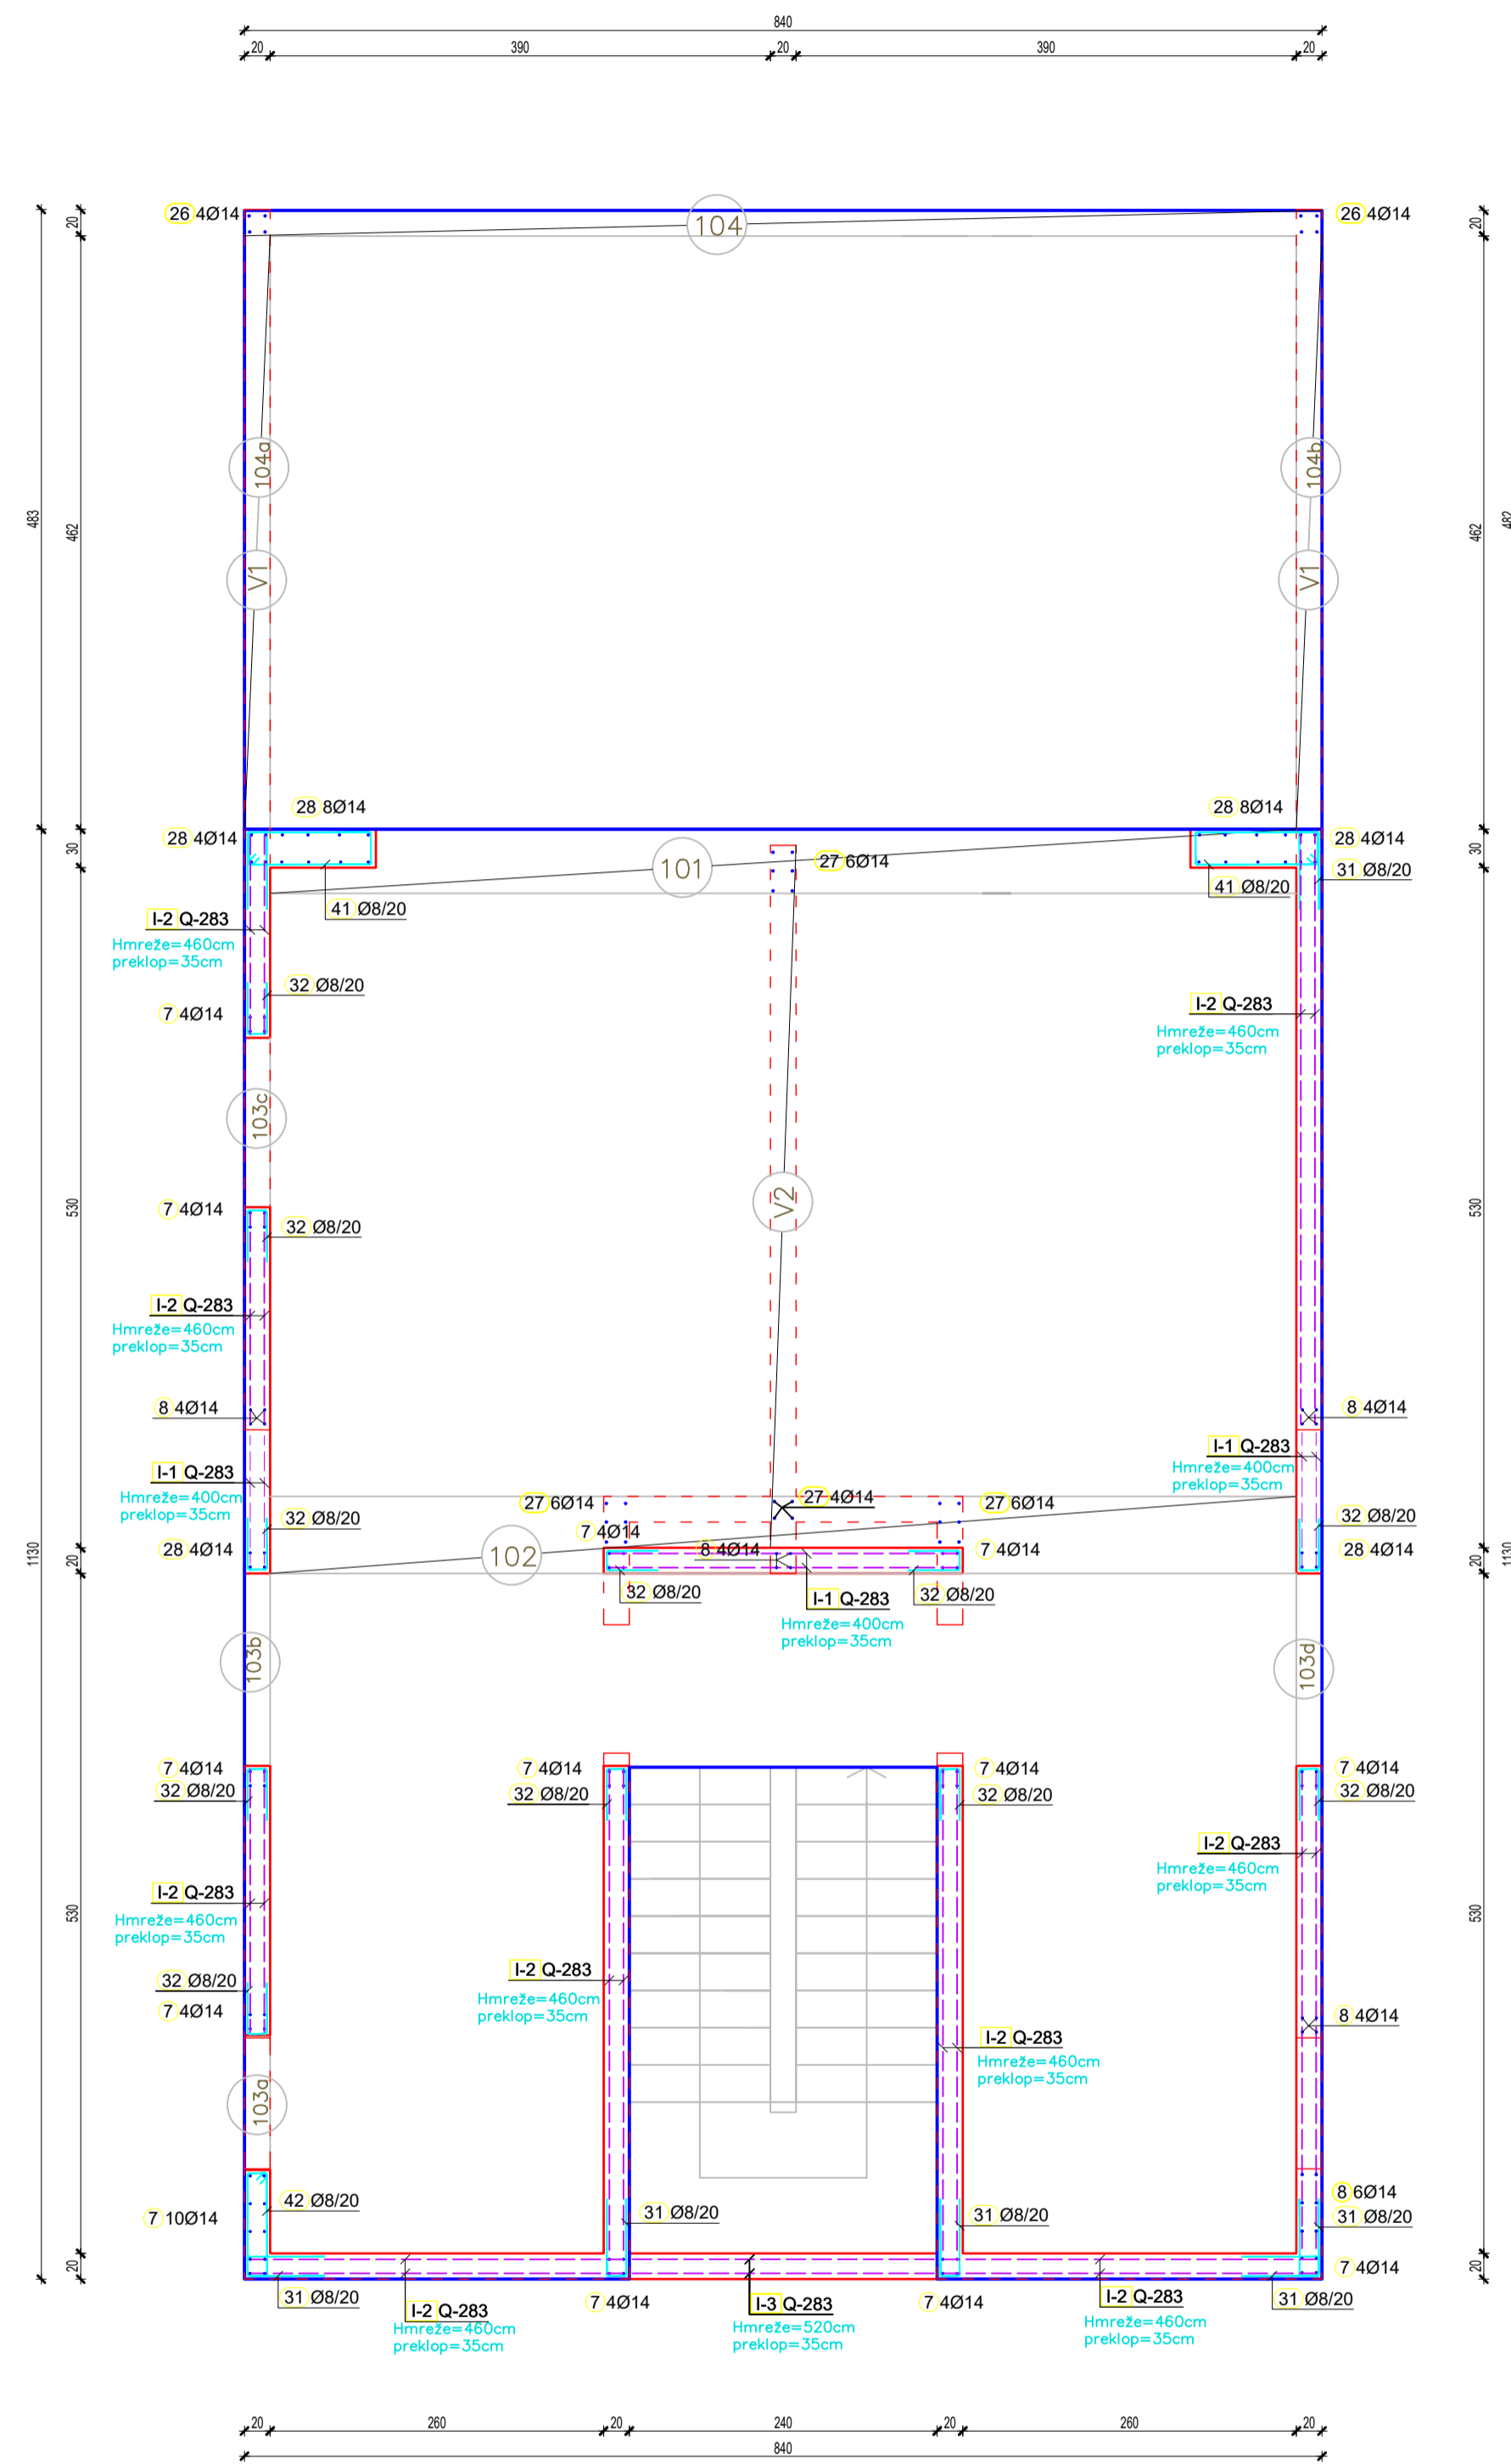 840
20 390 20 390 20
26 4Ø14
26 4Ø14
104
20
20
104a
104b
483
462
462
482
V1
V1
28 8Ø14
28 8Ø14
28 4Ø14
28 4Ø14
30
30
101
27 6Ø14
31 Ø8/20
41 Ø8/20
41 Ø8/20
I-2 Q-283
Hmreže=460cm
preklop=35cm
32 Ø8/20
I-2 Q-283
7 4Ø14
Hmreže=460cm
preklop=35cm
103c
V2
7 4Ø14
530
530
32 Ø8/20
I-2 Q-283
Hmreže=460cm
preklop=35cm
8 4Ø14
8 4Ø14
I-1 Q-283
Hmreže=400cm
preklop=35cm
I-1 Q-283
Hmreže=400cm
preklop=35cm
27 6Ø14
27 4Ø14
27 6Ø14
32 Ø8/20
32 Ø8/20
7 4Ø14
28 4Ø14
102
8 4Ø14
7 4Ø14
28 4Ø14
1130
20
20
1130
32 Ø8/20
I-1 Q-283
32 Ø8/20
Hmreže=400cm
preklop=35cm
103b
103d
7 4Ø14
7 4Ø14
7 4Ø14
7 4Ø14
32 Ø8/20
32 Ø8/20
32 Ø8/20
32 Ø8/20
I-2 Q-283
Hmreže=460cm
preklop=35cm
I-2 Q-283
Hmreže=460cm
preklop=35cm
530
530
32 Ø8/20
7 4Ø14
I-2 Q-283
Hmreže=460cm
preklop=35cm
8 4Ø14
I-2 Q-283
Hmreže=460cm
preklop=35cm
103a
42 Ø8/20
7 10Ø14
31 Ø8/20
31 Ø8/20
8 6Ø14
31 Ø8/20
20
20
7 4Ø14
31 Ø8/20
I-2 Q-283
Hmreže=460cm
preklop=35cm
7 4Ø14
I-3 Q-283
Hmreže=520cm
preklop=35cm
7 4Ø14
I-2 Q-283
Hmreže=460cm
preklop=35cm
31 Ø8/20
20 260 20 240 20 260 20
840